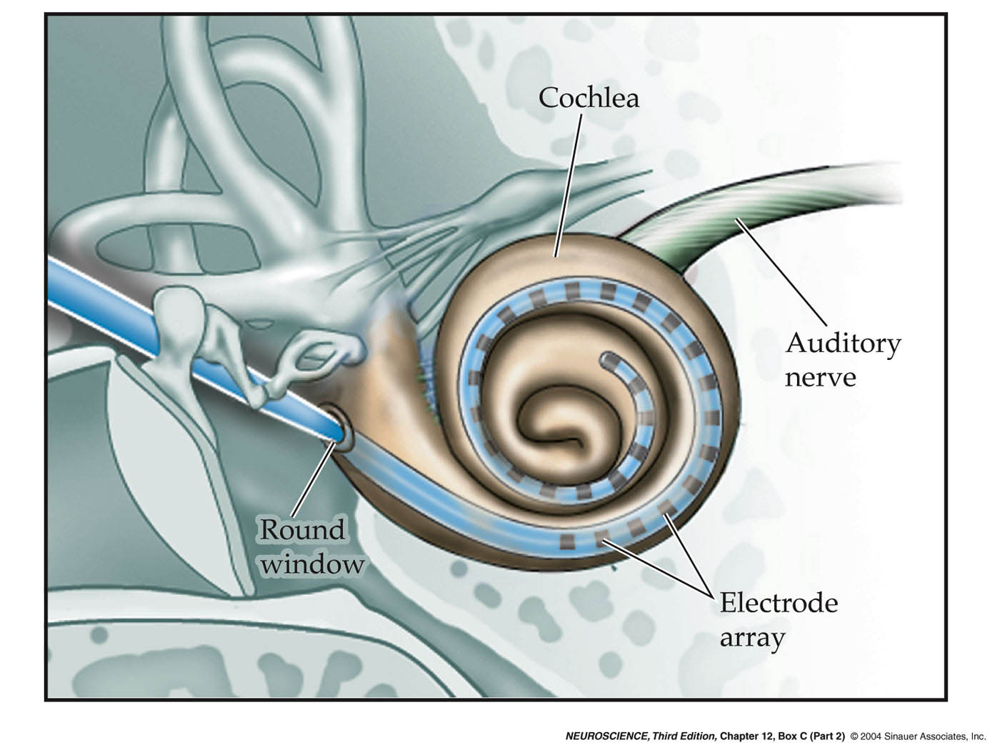 Cochlea
Auditory
nerve
Round
window
Electrode
array
NEUROSCIENCE, Third Edition, Chapter 12, Box C (Part 2) © 2004 Sinauer Associates, Inc.